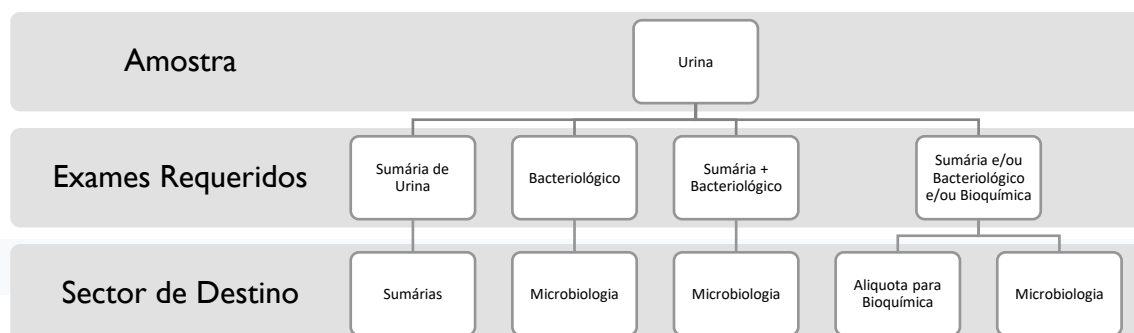 Amostra
Urina
Exames Requeridos
Sumária de
Urina
Bacteriológico
Sumária +
Bacteriológico
Sumária e/ou
Bacteriológico
e/ou Bioquímica
Sector de Destino
Sumárias
Microbiologia
Microbiologia
Aliquota para
Bioquímica
Microbiologia